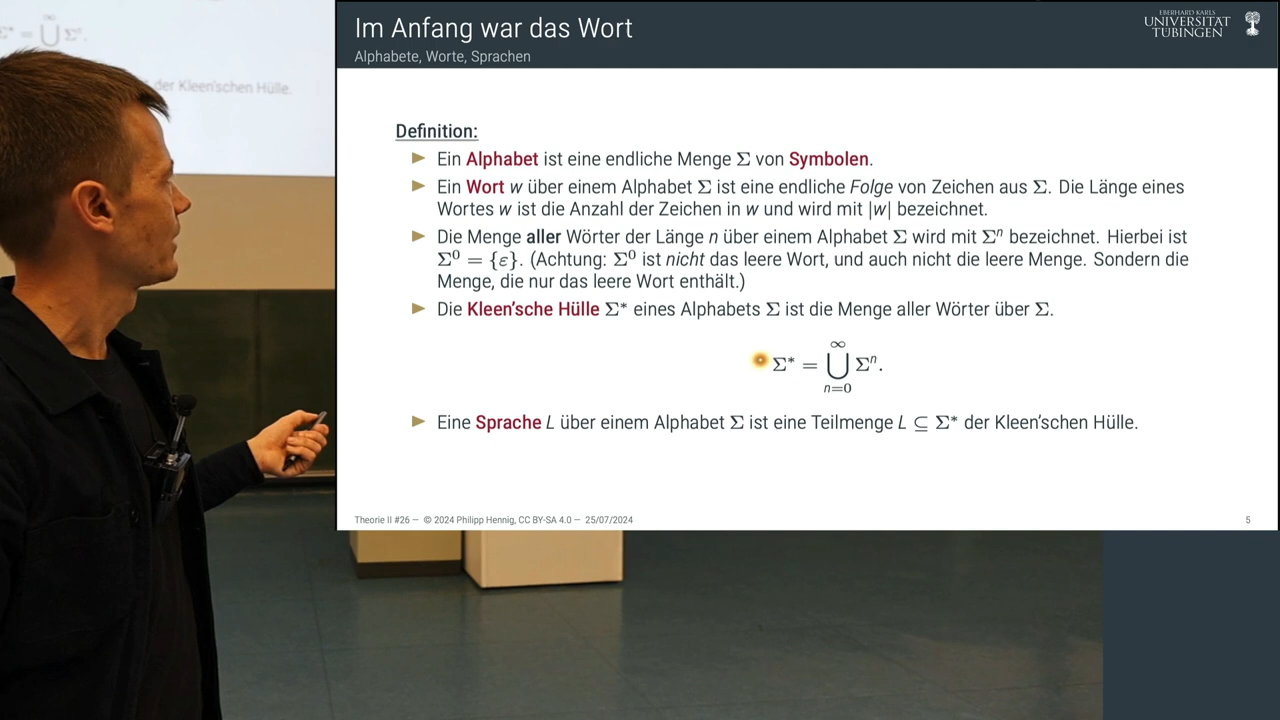 Σ* = ⋃ Σⁿ.
der Kleen'schen Hülle.
Im Anfang war das Wort
Alphabete, Worte, Sprachen
EBERHARD KARLS
UNIVERSITÄT
TÜBINGEN
Definition:
► Ein Alphabet ist eine endliche Menge Σ von Symbolen.
► Ein Wort w über einem Alphabet Σ ist eine endliche Folge von Zeichen aus Σ. Die Länge eines
Wortes w ist die Anzahl der Zeichen in w und wird mit |w| bezeichnet.
► Die Menge aller Wörter der Länge n über einem Alphabet Σ wird mit Σⁿ bezeichnet. Hierbei ist
Σ⁰ = {ε}. (Achtung: Σ⁰ ist nicht das leere Wort, und auch nicht die leere Menge. Sondern die
Menge, die nur das leere Wort enthält.)
► Die Kleen'sche Hülle Σ* eines Alphabets Σ ist die Menge aller Wörter über Σ.
∞
Σ* = ⋃ Σⁿ.
n=0
► Eine Sprache L über einem Alphabet Σ ist eine Teilmenge L ⊆ Σ* der Kleen'schen Hülle.
Theorie II #26 — © 2024 Philipp Hennig, CC BY-SA 4.0 — 25/07/2024 5